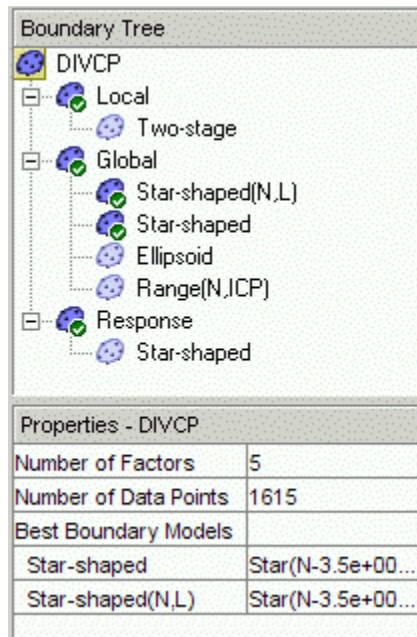 Boundary Tree
DIVCP
Local
Two-stage
Global
Star-shaped(N,L)
Star-shaped
Ellipsoid
Range(N,ICP)
Response
Star-shaped
Properties - DIVCP
Number of Factors 5
Number of Data Points 1615
Best Boundary Models
Star-shaped Star(N-3.5e+00...
Star-shaped(N,L) Star(N-3.5e+00...